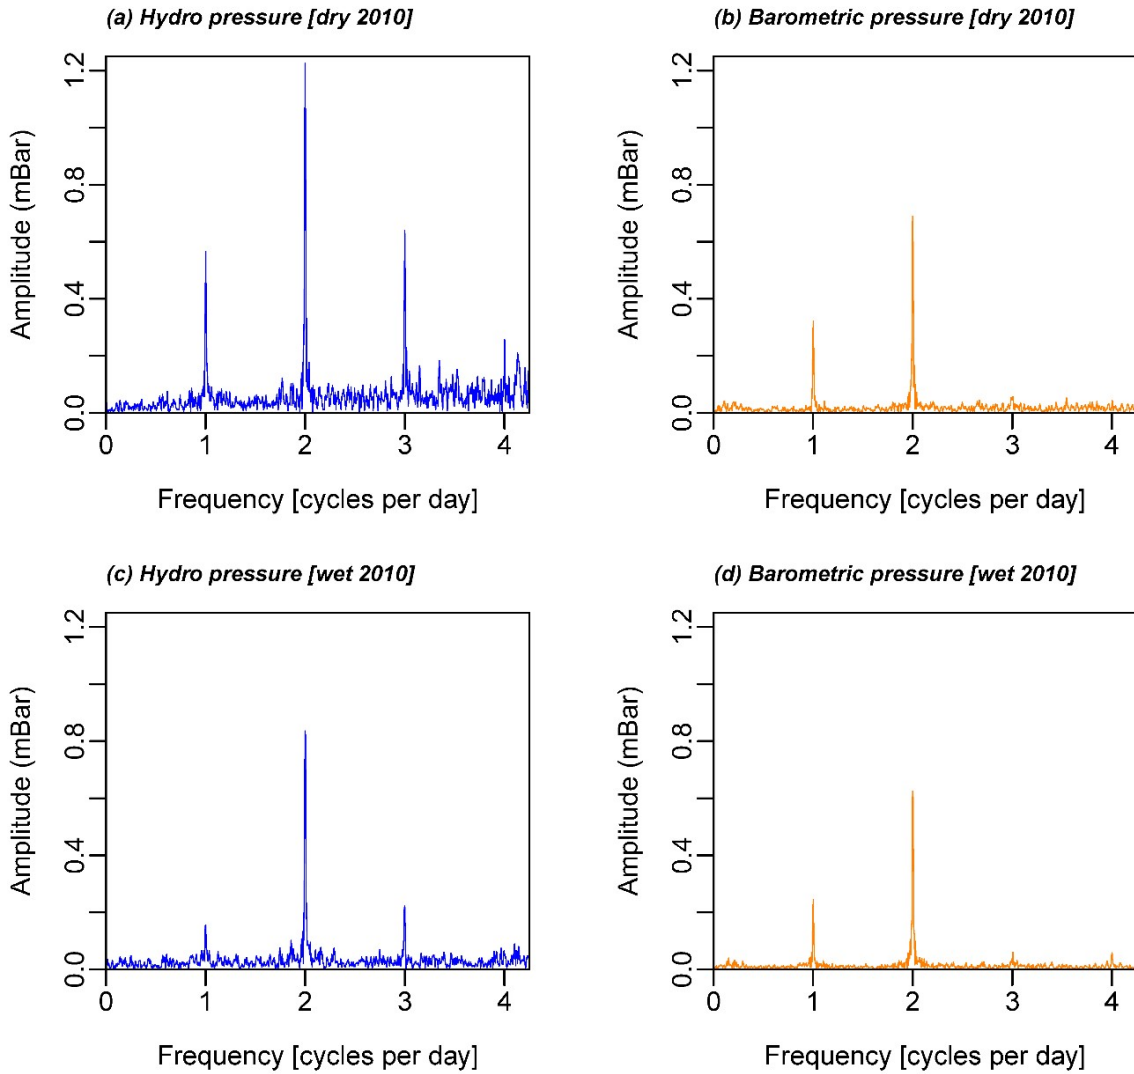 (a) Hydro pressure [dry 2010]
Amplitude (mBar)
0.0 0.4 0.8 1.2
0 1 2 3 4
Frequency [cycles per day]
(b) Barometric pressure [dry 2010]
Amplitude (mBar)
0.0 0.4 0.8 1.2
0 1 2 3 4
Frequency [cycles per day]
(c) Hydro pressure [wet 2010]
Amplitude (mBar)
0.0 0.4 0.8 1.2
0 1 2 3 4
Frequency [cycles per day]
(d) Barometric pressure [wet 2010]
Amplitude (mBar)
0.0 0.4 0.8 1.2
0 1 2 3 4
Frequency [cycles per day]